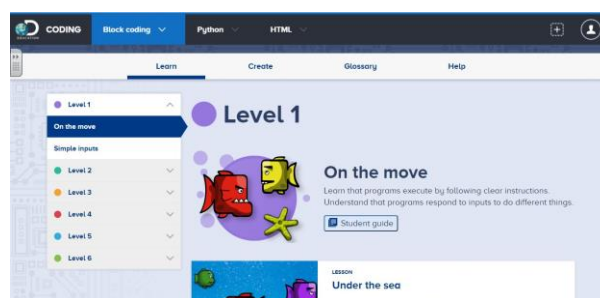 CODING
Block coding
Python
HTML
Learn
Create
Glossary
Help
Level 1
On the move
Simple inputs
Level 2
Level 3
Level 4
Level 5
Level 6
Level 1
On the move
Learn that programs execute by following clear instructions.
Understand that programs respond to inputs to do different things.
Student guide
LESSON
Under the sea